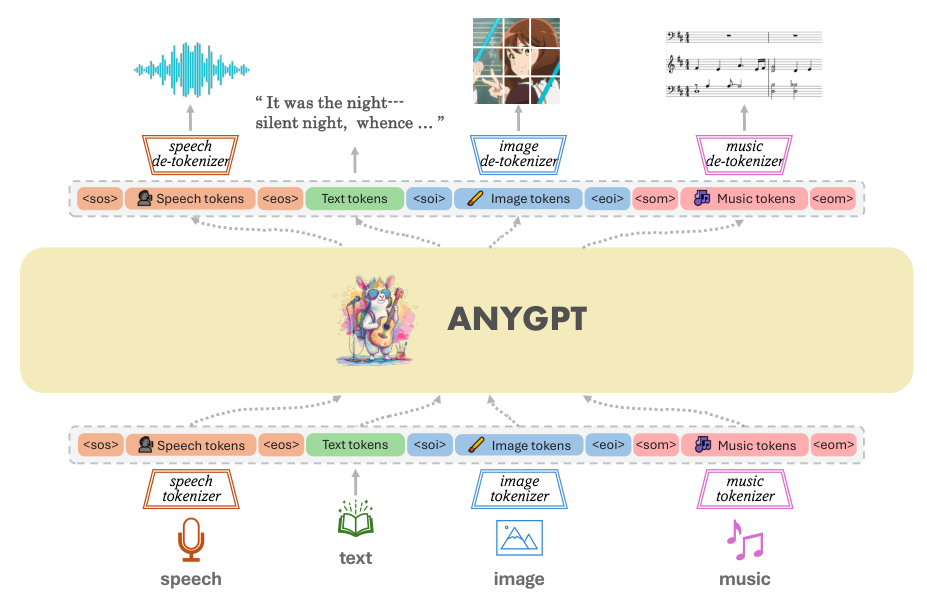 “ It was the night---
silent night, whence ... ”
speech
de-tokenizer
image
de-tokenizer
music
de-tokenizer
<sos> Speech tokens <eos> Text tokens <soi> Image tokens <eoi> <som> Music tokens <eom>
ANYGPT
<sos> Speech tokens <eos> Text tokens <soi> Image tokens <eoi> <som> Music tokens <eom>
speech
tokenizer
image
tokenizer
music
tokenizer
text
speech
image
music